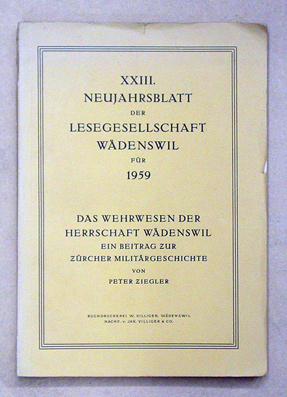 XXIII.
NEUJAHRSBLATT
DER
LESEGESELLSCHAFT
WÄDENSWIL
FÜR
1959
DAS WEHRWESEN DER
HERRSCHAFT WÄDENSWIL
EIN BEITRAG ZUR
ZÜRCHER MILITÄRGESCHICHTE
VON
PETER ZIEGLER
BUCHDRUCKEREI W. VILLIGER, WÄDENSWIL
NACHF. V. JAK. VILLIGER & CO.